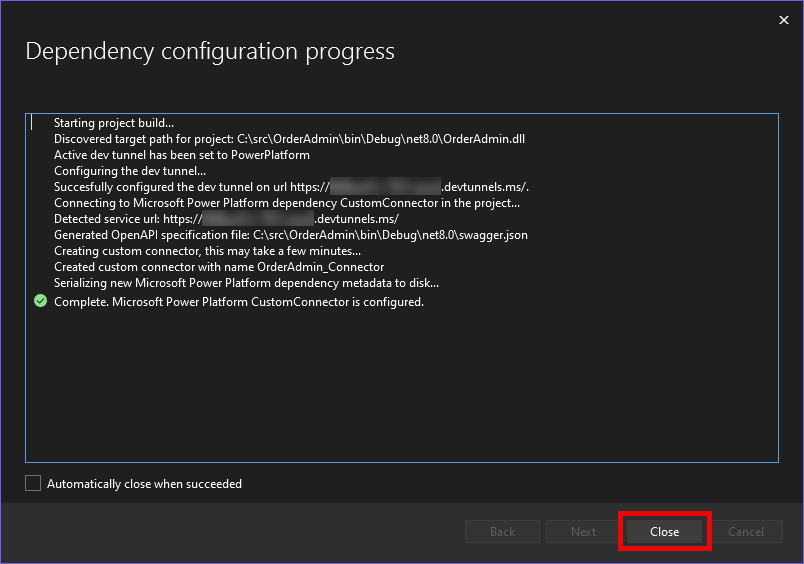 Dependency configuration progress
Starting project build...
Discovered target path for project: C:\src\OrderAdmin\bin\Debug\net8.0\OrderAdmin.dll
Active dev tunnel has been set to PowerPlatform
Configuring the dev tunnel...
Succesfully configured the dev tunnel on url https:// .devtunnels.ms/.
Connecting to Microsoft Power Platform dependency CustomConnector in the project...
Detected service url: https:// .devtunnels.ms/
Generated OpenAPI specification file: C:\src\OrderAdmin\bin\Debug\net8.0\swagger.json
Creating custom connector, this may take a few minutes...
Created custom connector with name OrderAdmin_Connector
Serializing new Microsoft Power Platform dependency metadata to disk...
Complete. Microsoft Power Platform CustomConnector is configured.
Automatically close when succeeded
Back Next Close Cancel